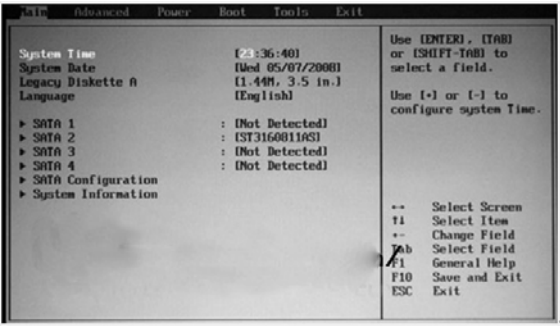 Main Advanced Power Boot Tools Exit
System Time [23:36:40]
System Date [Wed 05/07/2008]
Legacy Diskette A [1.44M, 3.5 in.]
Language [English]
▶ SATA 1 : [Not Detected]
▶ SATA 2 : [ST3160811AS]
▶ SATA 3 : [Not Detected]
▶ SATA 4 : [Not Detected]
▶ SATA Configuration
▶ System Information
Use [ENTER], [TAB]
or [SHIFT-TAB] to
select a field.
Use [+] or [-] to
configure system Time.
←→ Select Screen
↑↓ Select Item
+- Change Field
Tab Select Field
F1 General Help
F10 Save and Exit
ESC Exit